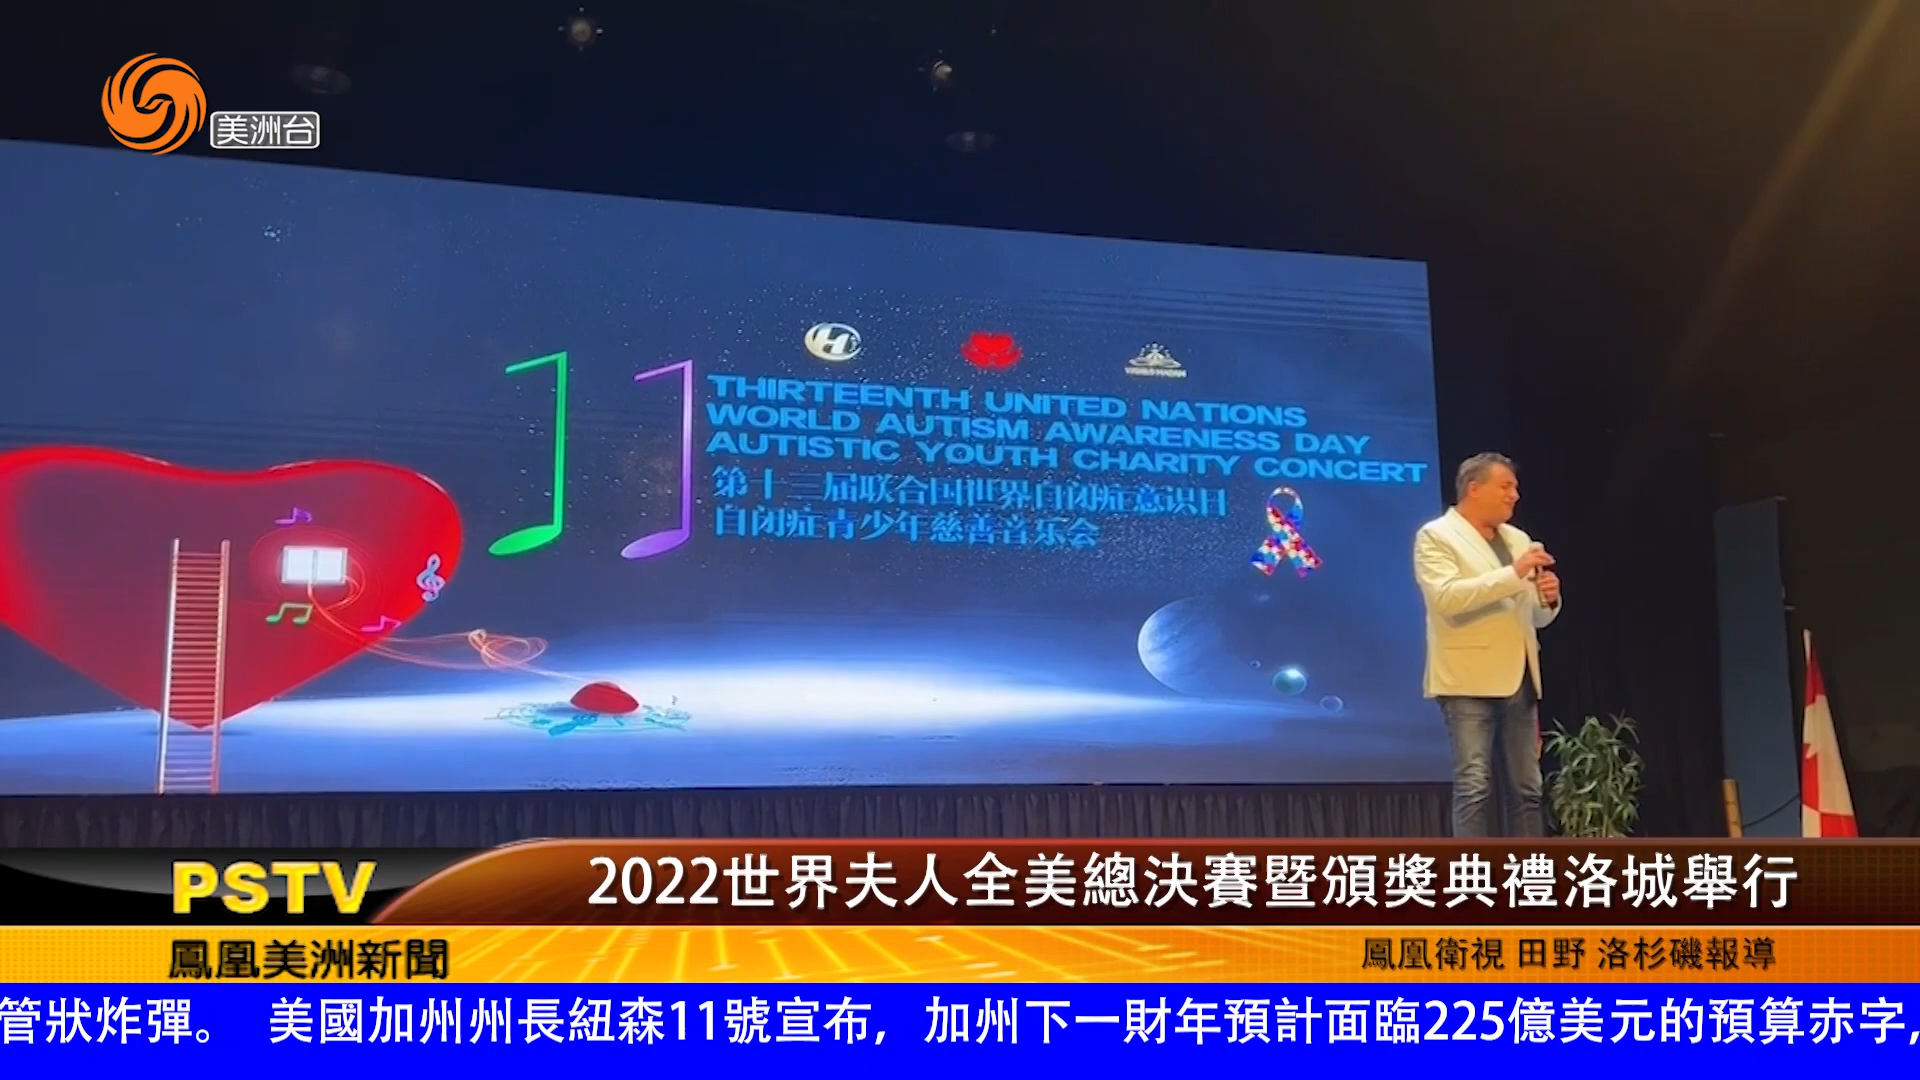 美洲台
H
WORLD MADAM
THIRTEENTH UNITED NATIONS
WORLD AUTISM AWARENESS DAY
AUTISTIC YOUTH CHARITY CONCERT
第十三届联合国世界自闭症意识日
自闭症青少年慈善音乐会
PSTV
2022世界夫人全美總決賽暨頒獎典禮洛城舉行
鳳凰美洲新聞
鳳凰衛視 田野 洛杉磯報導
管狀炸彈。 美國加州州長紐森11號宣布，加州下一財年預計面臨225億美元的預算赤字，